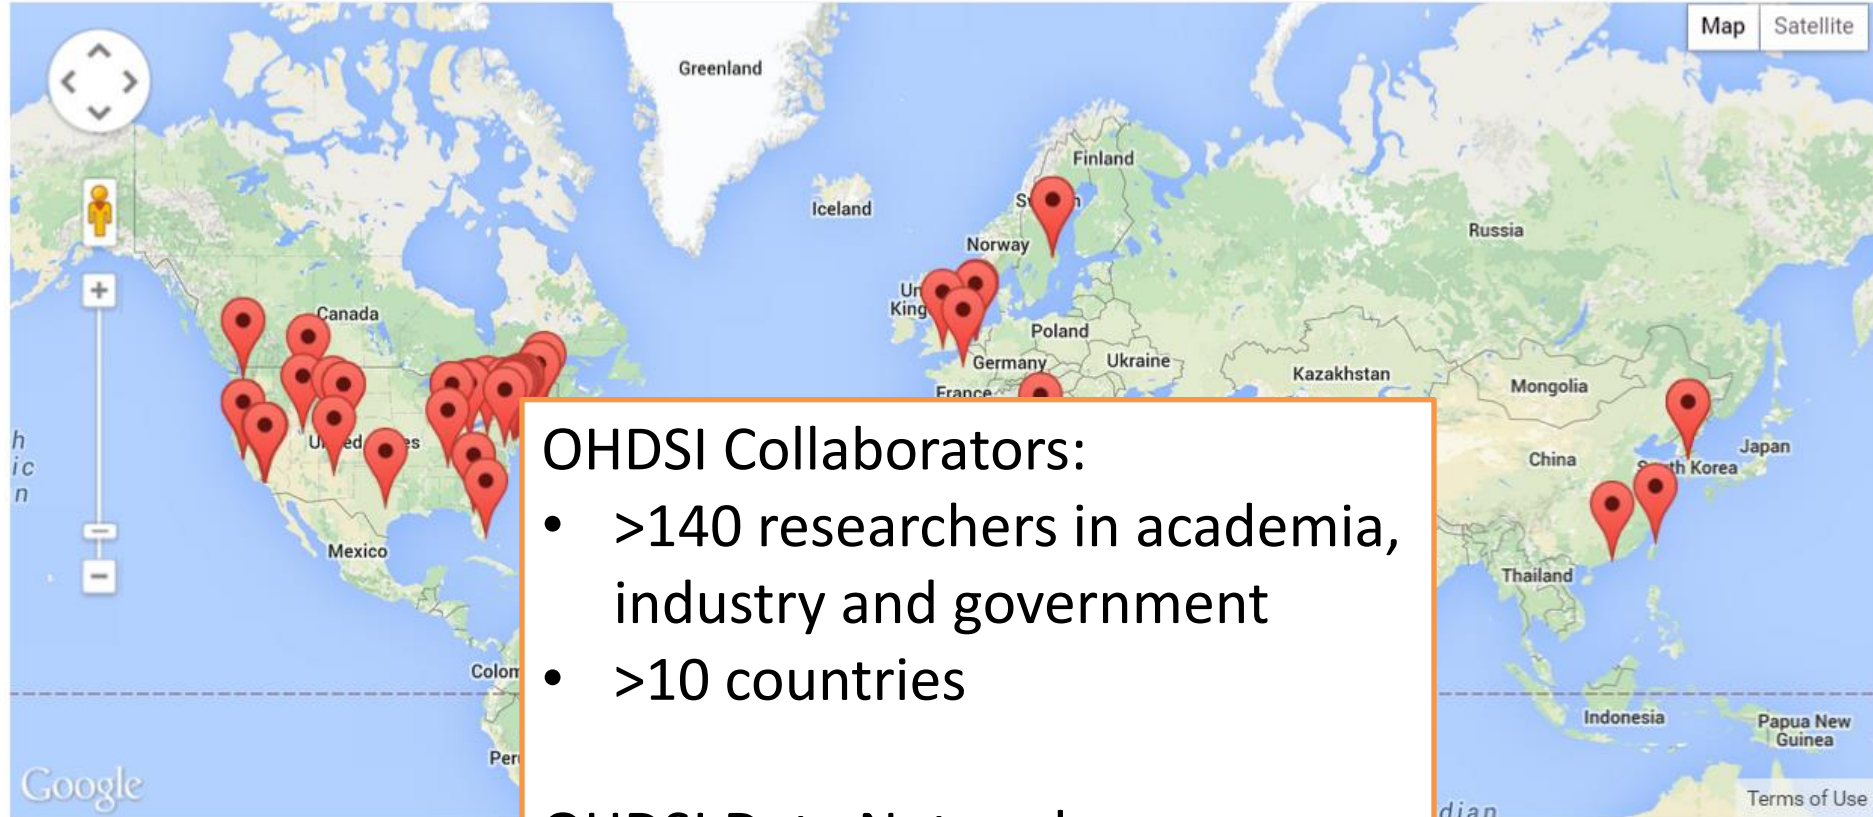 Map Satellite
Greenland
Finland
Iceland
Russia
Norway
Canada
Poland
Germany
Ukraine
Kazakhstan
Mongolia
France
Japan
China
Korea
OHDSI Collaborators:
• >140 researchers in academia,
industry and government
• >10 countries
Mexico
Thailand
Indonesia
Papua New
Guinea
Google
Terms of Use